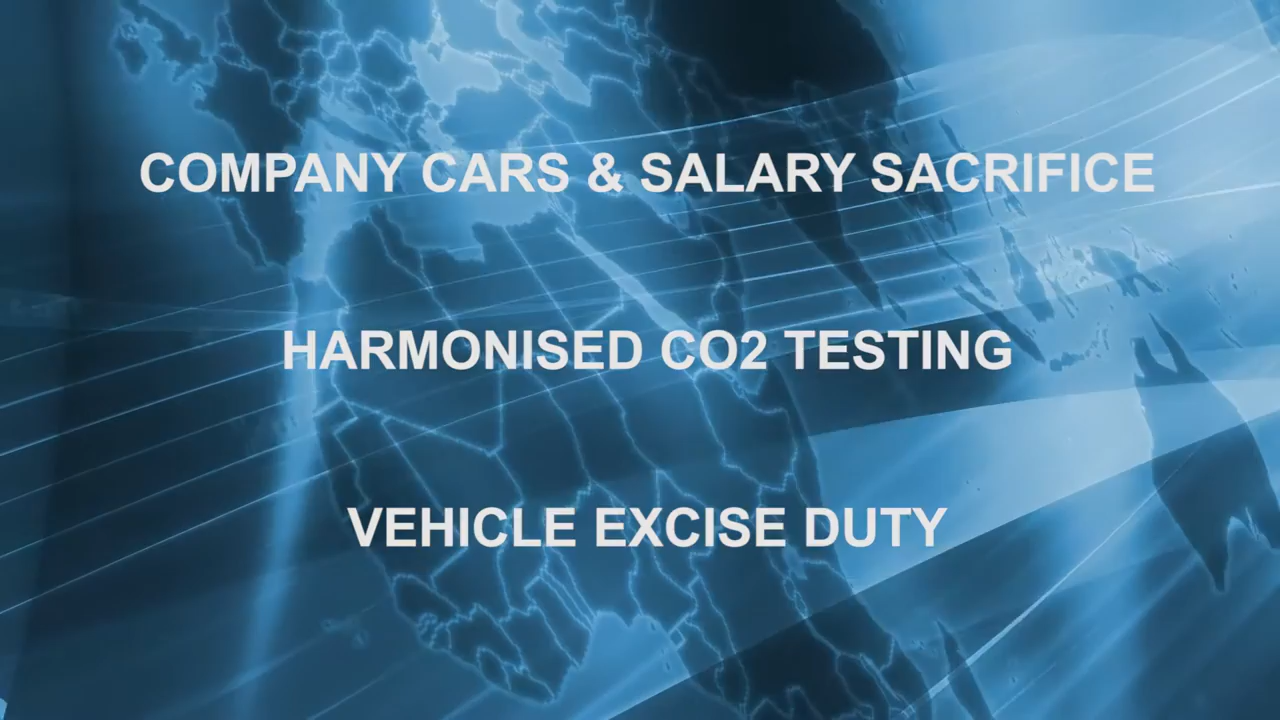 COMPANY CARS & SALARY SACRIFICE
HARMONISED CO2 TESTING
VEHICLE EXCISE DUTY